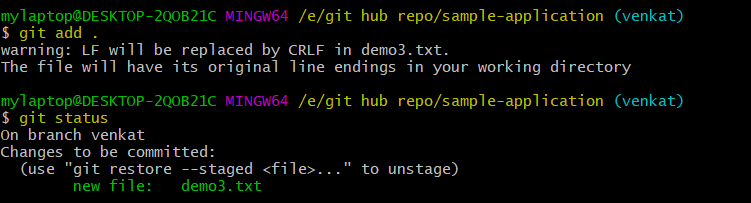 mylaptop@DESKTOP-2QOB21C MINGW64 /e/git hub repo/sample-application (venkat)
$ git add .
warning: LF will be replaced by CRLF in demo3.txt.
The file will have its original line endings in your working directory
mylaptop@DESKTOP-2QOB21C MINGW64 /e/git hub repo/sample-application (venkat)
$ git status
On branch venkat
Changes to be committed:
  (use "git restore --staged <file>..." to unstage)
        new file:   demo3.txt